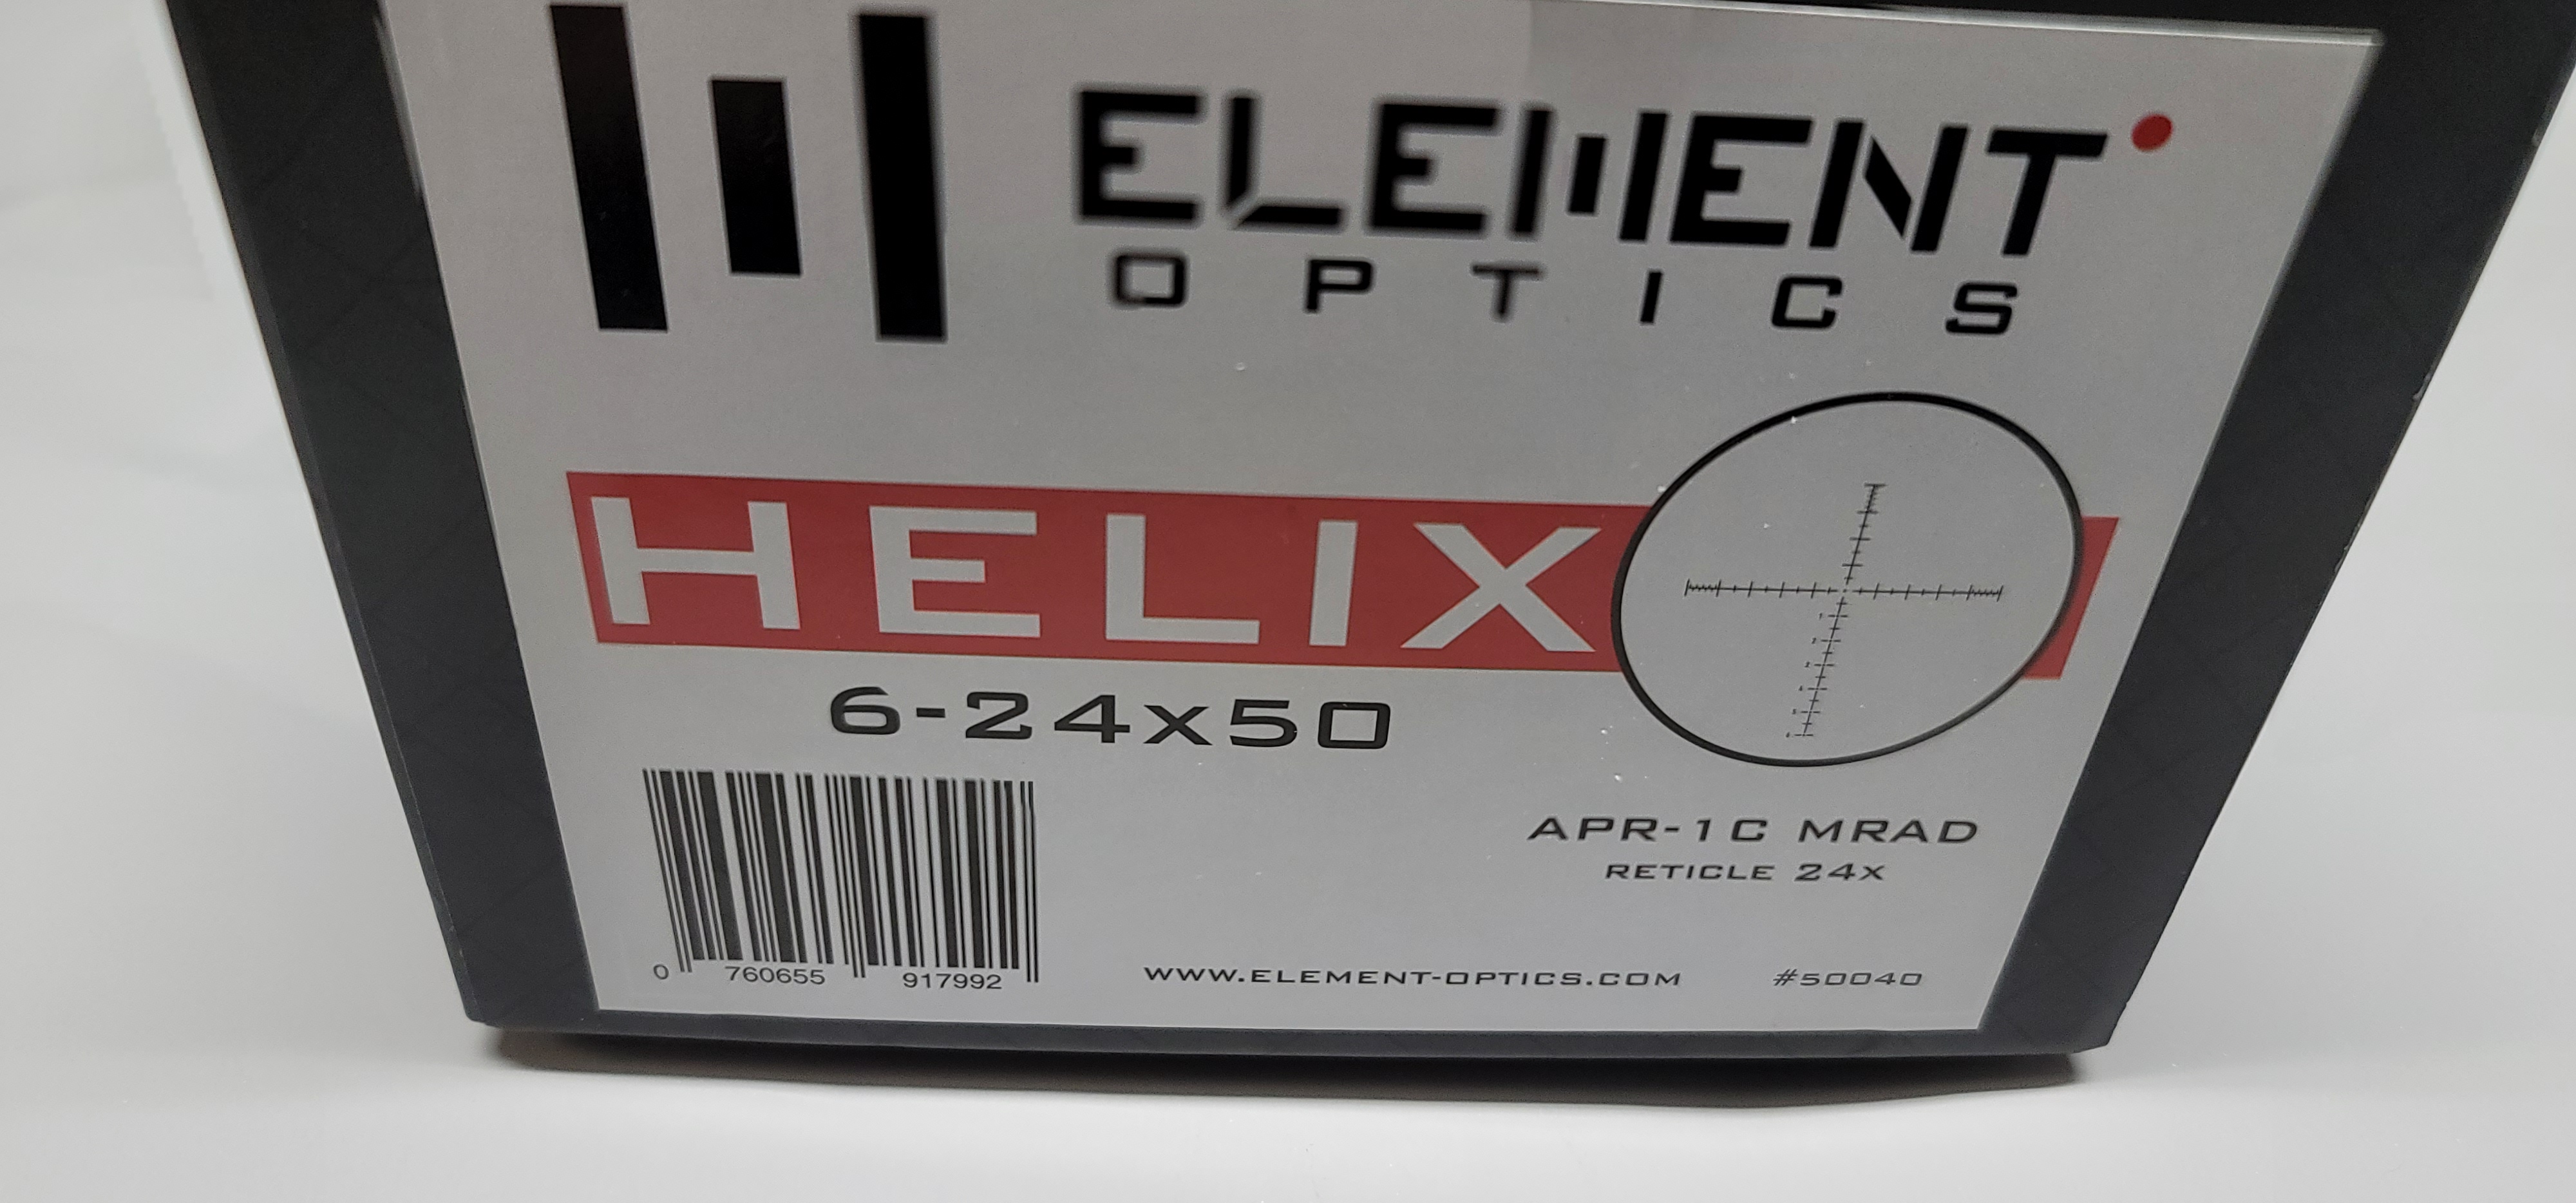 ELEMENT
OPTICS
HELIX
6-24x50
APR-1C MRAD
RETICLE 24X
0 760655 917992
WWW.ELEMENT-OPTICS.COM #50040